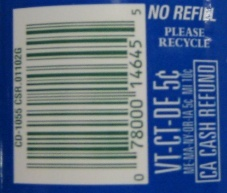 NO REFILL
PLEASE
RECYCLE
CD-1055 CSR.01102G
0 78000 14645 5
VT-CT-DE 5¢
ME-MA-NY-OR-IA 5¢ MI 10¢
CA CASH REFUND